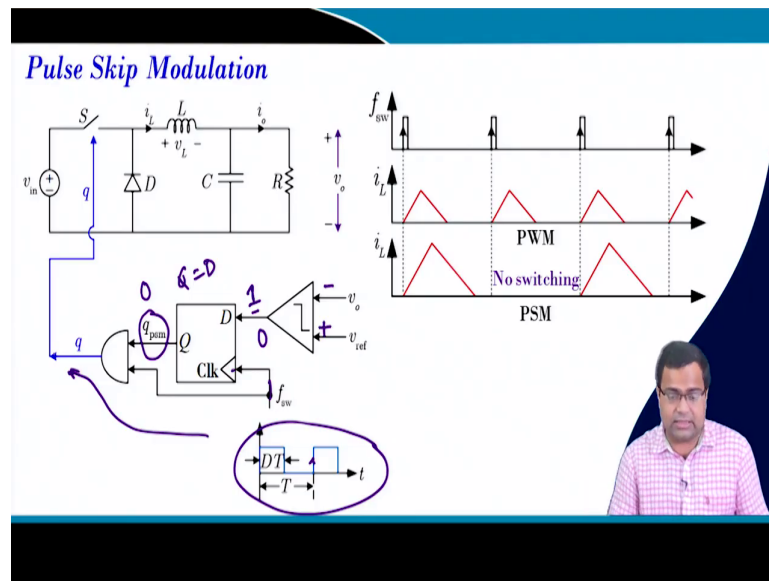 Pulse Skip Modulation
S
i_L
L
i_o
+ v_L -
+
v_in
q
D
C
R
v_o
-
f_sw
i_L
PWM
i_L
No switching
PSM
Q = D
0
1
-
v_o
D
q_psm
Q
0
+
v_ref
q
Clk
f_sw
DT
T
t